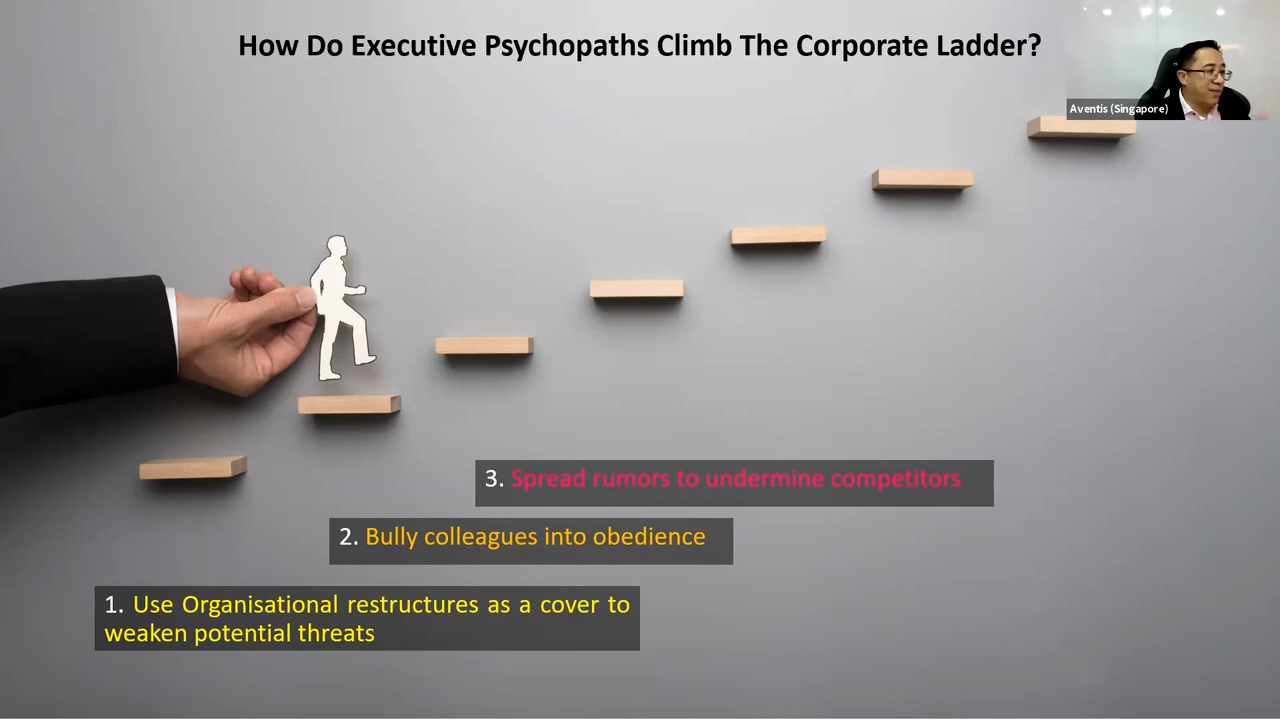 How Do Executive Psychopaths Climb The Corporate Ladder?
Aventis (Singapore)
3. Spread rumors to undermine competitors
2. Bully colleagues into obedience
1. Use Organisational restructures as a cover to
weaken potential threats